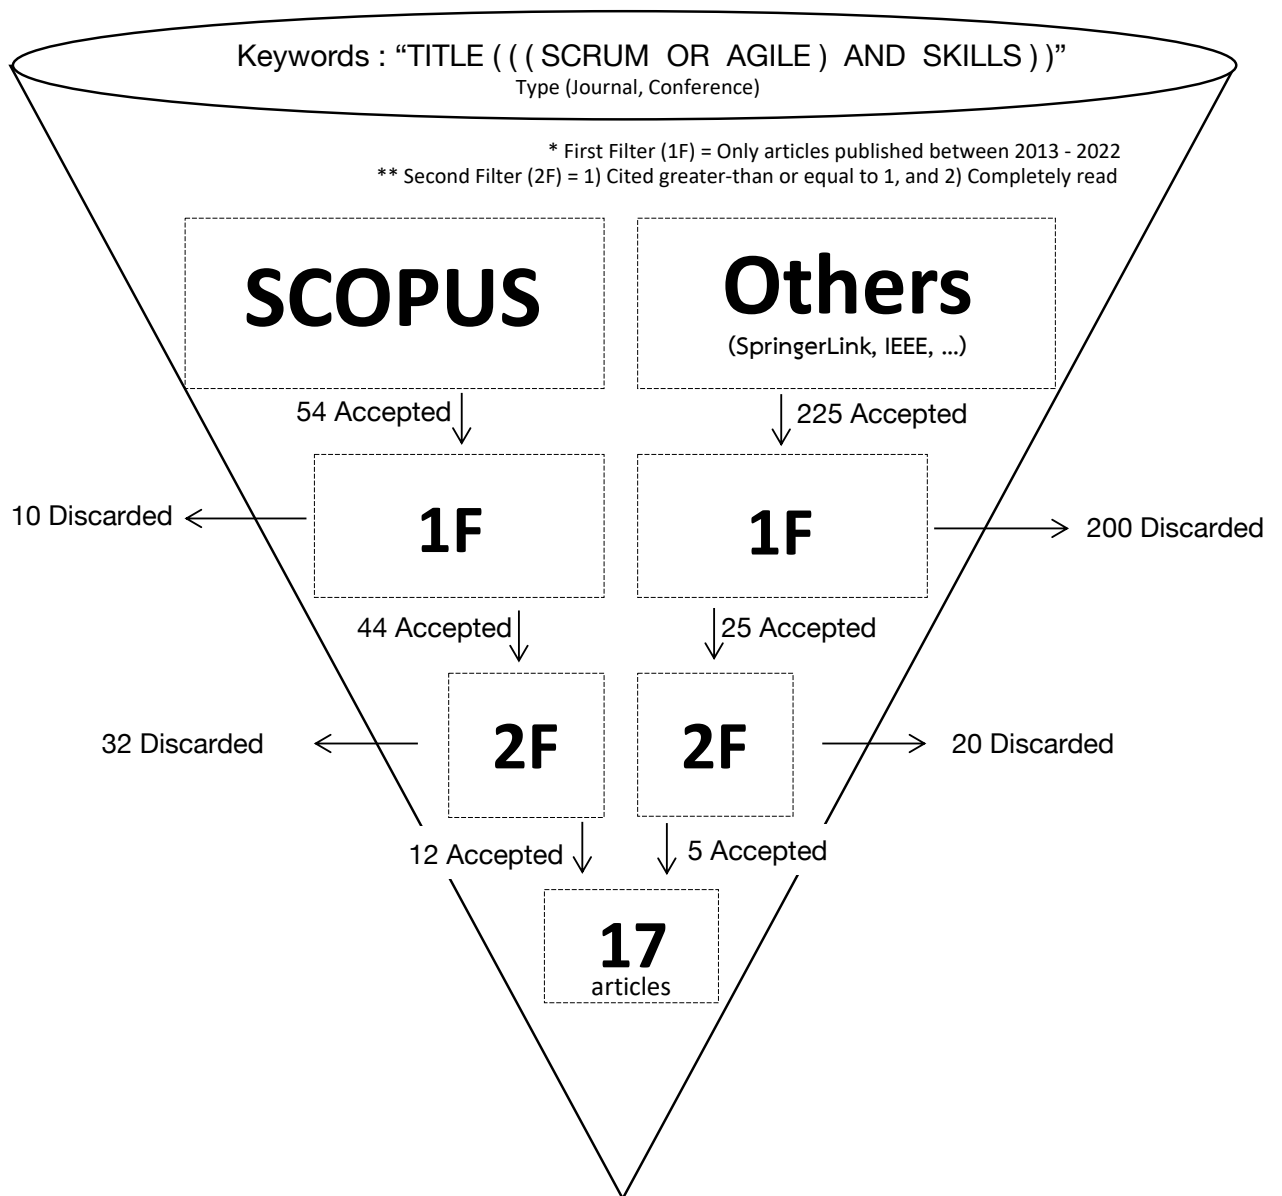 Keywords : “TITLE ( ( ( SCRUM OR AGILE ) AND SKILLS ) )”
Type (Journal, Conference)
* First Filter (1F) = Only articles published between 2013 - 2022
** Second Filter (2F) = 1) Cited greater-than or equal to 1, and 2) Completely read
SCOPUS
Others
(SpringerLink, IEEE, ...)
54 Accepted
225 Accepted
10 Discarded
1F
1F
200 Discarded
44 Accepted
25 Accepted
32 Discarded
2F
2F
20 Discarded
12 Accepted
5 Accepted
17
articles